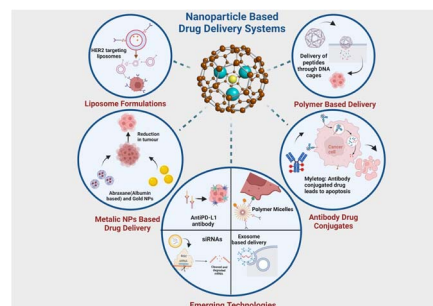 Nanoparticle Based
Drug Delivery Systems
HER2 targeting
liposomes
Liposome Formulations
Delivery of
peptides
through DNA
cages
Polymer Based Delivery
Reduction
in tumour
Abraxane(Albumin
based) and Gold NPs
Metalic NPs Based
Drug Delivery
Cancer
cell
Myletog: Antibody
conjugated drug
leads to apoptosis
Antibody Drug
Conjugates
AntiPD-L1
antibody
Polymer Micelles
siRNAs
Exosome
based delivery
Emerging Technologies